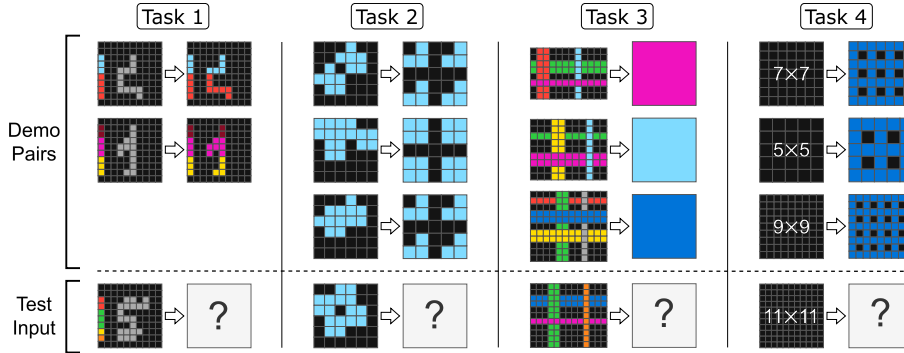 Task 1 Task 2 Task 3 Task 4
Demo
Pairs
7×7
5×5
9×9
Test
Input
? ? ? 11×11 ?